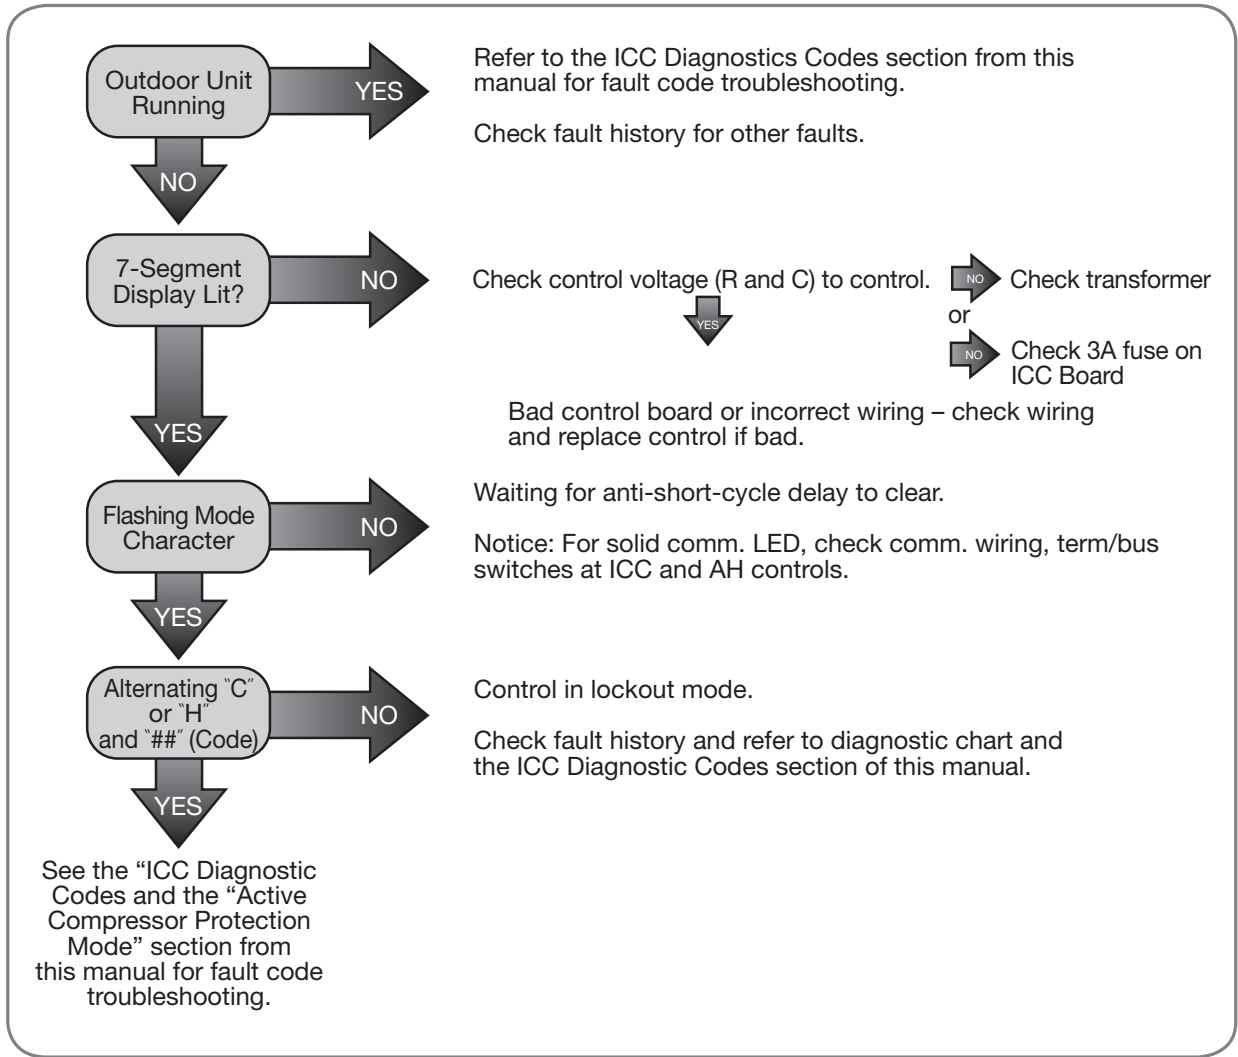 Outdoor Unit
Running
YES
Refer to the ICC Diagnostics Codes section from this
manual for fault code troubleshooting.
Check fault history for other faults.
NO
7-Segment
Display Lit?
NO
Check control voltage (R and C) to control.
NO
Check transformer
or
YES
NO
Check 3A fuse on
ICC Board
Bad control board or incorrect wiring – check wiring
and replace control if bad.
YES
Flashing Mode
Character
NO
Waiting for anti-short-cycle delay to clear.
Notice: For solid comm. LED, check comm. wiring, term/bus
switches at ICC and AH controls.
YES
Alternating "C"
or "H"
and "##" (Code)
NO
Control in lockout mode.
Check fault history and refer to diagnostic chart and
the ICC Diagnostic Codes section of this manual.
YES
See the “ICC Diagnostic
Codes and the “Active
Compressor Protection
Mode” section from
this manual for fault code
troubleshooting.